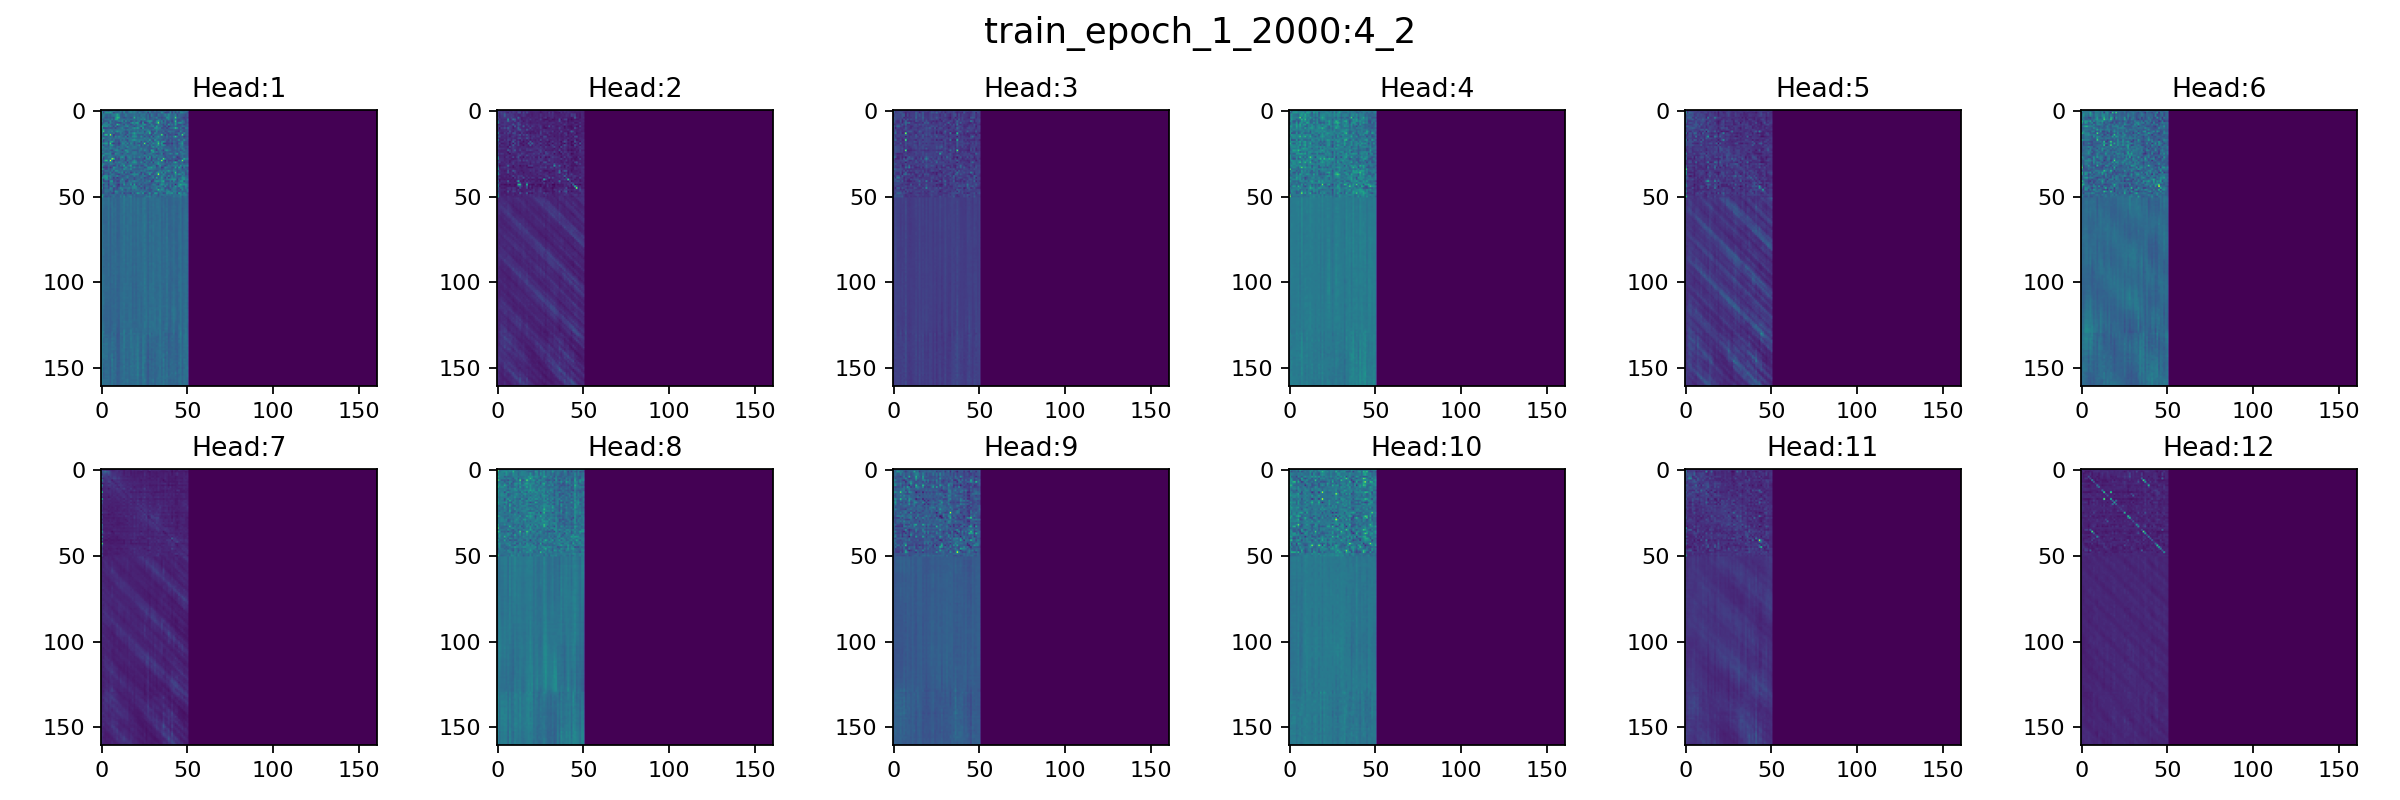 train_epoch_1_2000:4_2
Head:1 Head:2 Head:3 Head:4 Head:5 Head:6
0 0 0 0 0 0
50 50 50 50 50 50
100 100 100 100 100 100
150 150 150 150 150 150
0 50 100 150 0 50 100 150 0 50 100 150 0 50 100 150 0 50 100 150 0 50 100 150
Head:7 Head:8 Head:9 Head:10 Head:11 Head:12
0 0 0 0 0 0
50 50 50 50 50 50
100 100 100 100 100 100
150 150 150 150 150 150
0 50 100 150 0 50 100 150 0 50 100 150 0 50 100 150 0 50 100 150 0 50 100 150